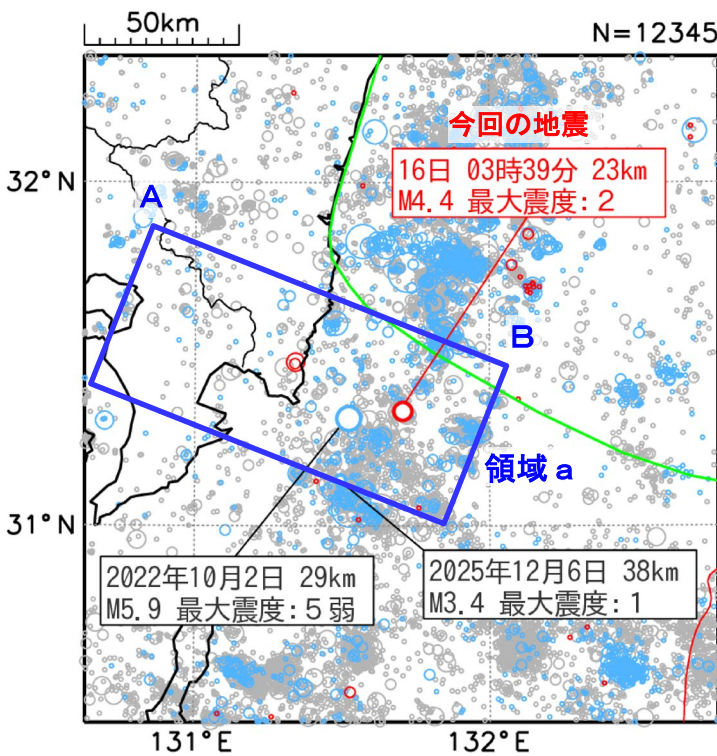 50km
N=12345
今回の地震
16日 03時39分 23km
M4.4 最大震度:2
32°N
A
B
領域a
31°N
2022年10月2日 29km
M5.9 最大震度:5弱
2025年12月6日 38km
M3.4 最大震度:1
131°E
132°E